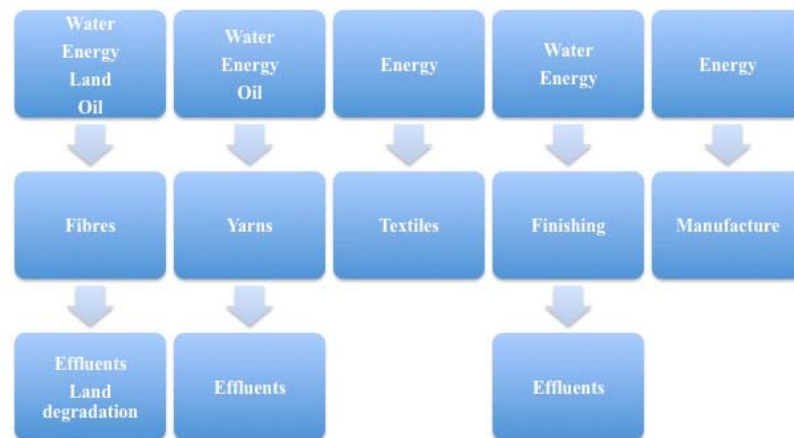 Water
Energy
Land
Oil
Water
Energy
Oil
Energy
Water
Energy
Energy
Fibres
Yarns
Textiles
Finishing
Manufacture
Effluents
Land
degradation
Effluents
Effluents